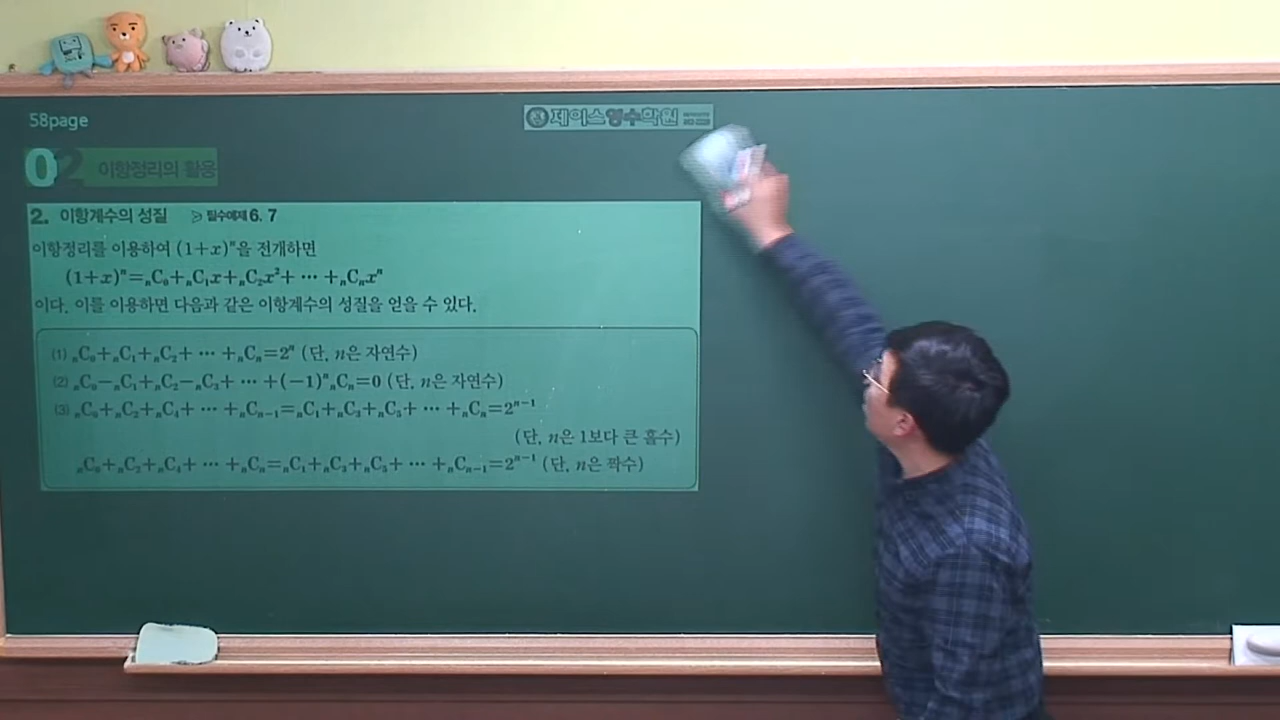 58page
제이스영수학원
02 이항정리의 활용
2. 이항계수의 성질 ≫ 필수예제 6. 7
이항정리를 이용하여 (1+x)ⁿ을 전개하면
(1+x)ⁿ=ₙC₀+ₙC₁x+ₙC₂x²+ ⋯ +ₙCₙxⁿ
이다. 이를 이용하면 다음과 같은 이항계수의 성질을 얻을 수 있다.
(1) ₙC₀+ₙC₁+ₙC₂+ ⋯ +ₙCₙ=2ⁿ (단, n은 자연수)
(2) ₙC₀−ₙC₁+ₙC₂−ₙC₃+ ⋯ +(−1)ⁿₙCₙ=0 (단, n은 자연수)
(3) ₙC₀+ₙC₂+ₙC₄+ ⋯ +ₙCₙ₋₁=ₙC₁+ₙC₃+ₙC₅+ ⋯ +ₙCₙ=2ⁿ⁻¹
(단, n은 1보다 큰 홀수)
ₙC₀+ₙC₂+ₙC₄+ ⋯ +ₙCₙ=ₙC₁+ₙC₃+ₙC₅+ ⋯ +ₙCₙ₋₁=2ⁿ⁻¹ (단, n은 짝수)